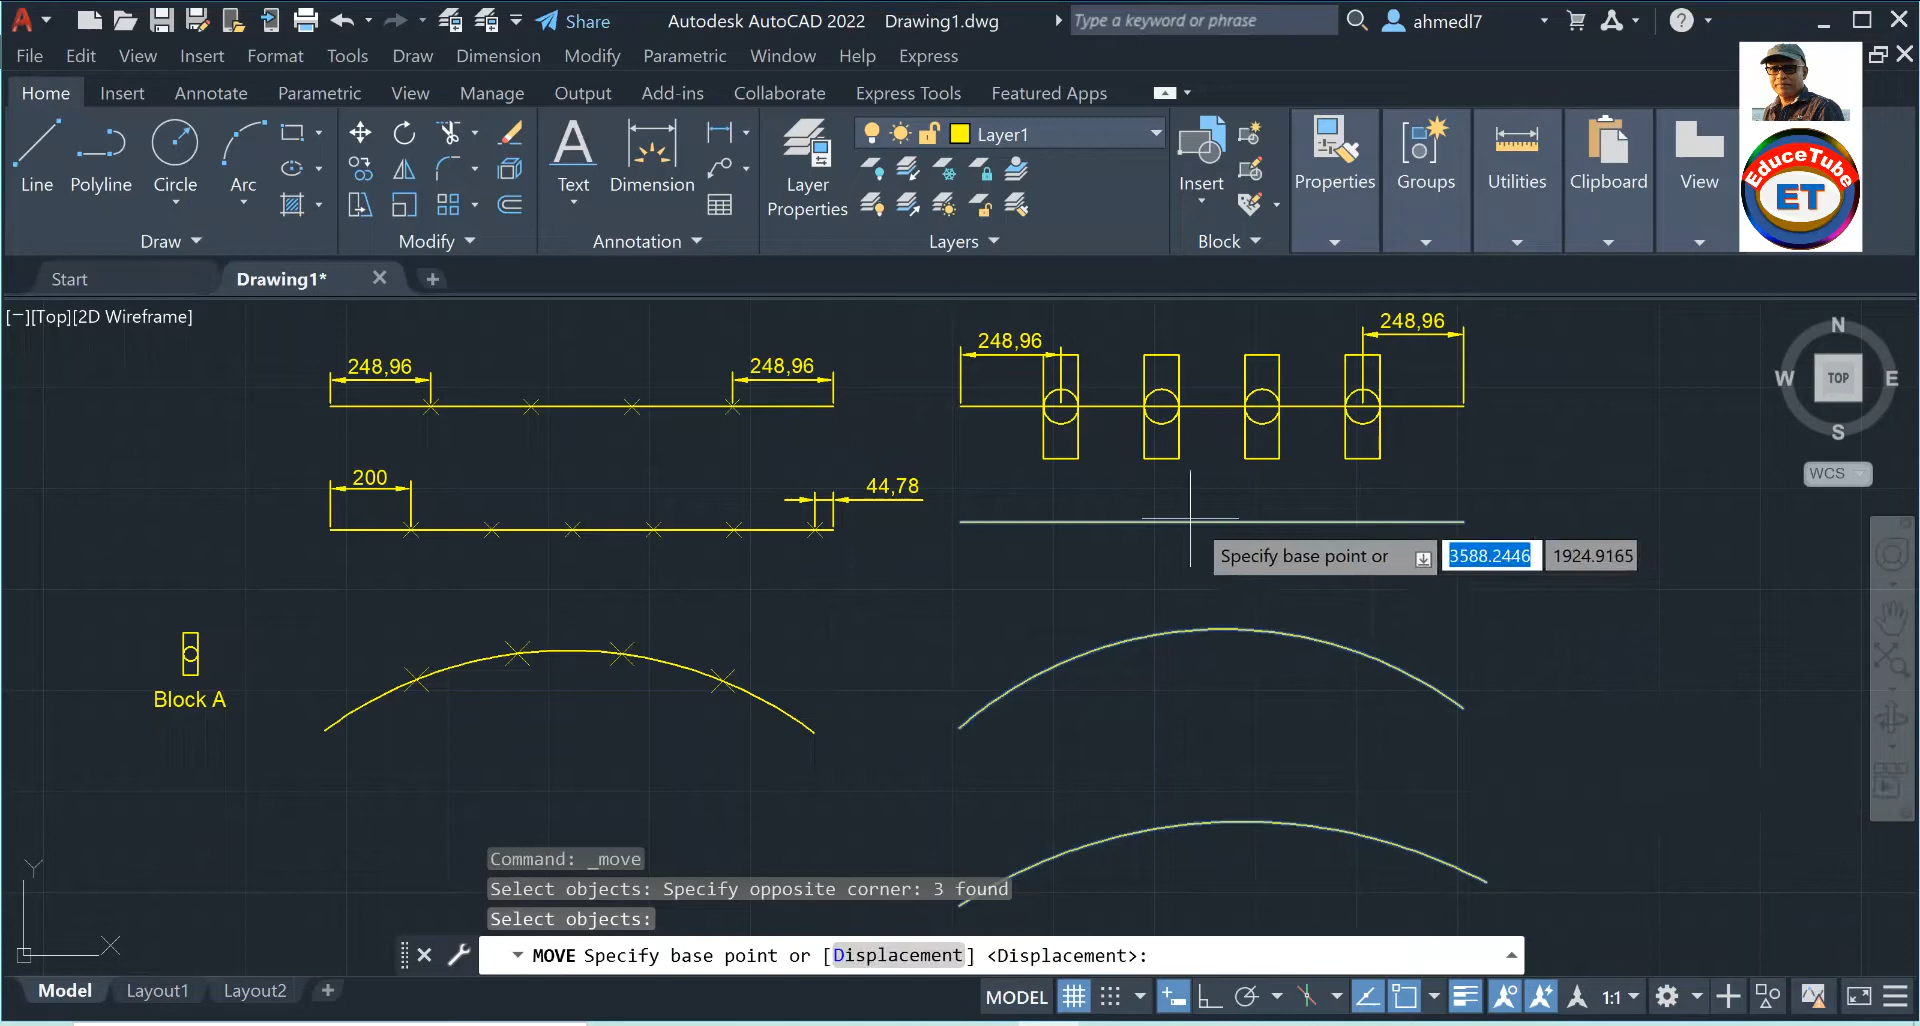 Share
Autodesk AutoCAD 2022 Drawing1.dwg
Type a keyword or phrase
ahmedl7
File Edit View Insert Format Tools Draw Dimension Modify Parametric Window Help Express
Home Insert Annotate Parametric View Manage Output Add-ins Collaborate Express Tools Featured Apps
Layer1
Line Polyline Circle Arc
Text Dimension
Layer
Properties
Insert
Properties Groups Utilities Clipboard View
EduceTube
ET
Draw Modify Annotation Layers Block
Start Drawing1*
[−][Top][2D Wireframe]
248,96
248,96
248,96
248,96
N
W TOP E
S
WCS
200
44,78
Specify base point or 3588.2446 1924.9165
Block A
Y
X
Command: _move
Select objects: Specify opposite corner: 3 found
Select objects:
MOVE Specify base point or [Displacement] <Displacement>:
Model Layout1 Layout2
MODEL 1:1